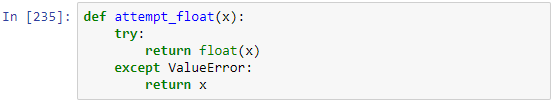 In [235]: def attempt_float(x):
    try:
        return float(x)
    except ValueError:
        return x